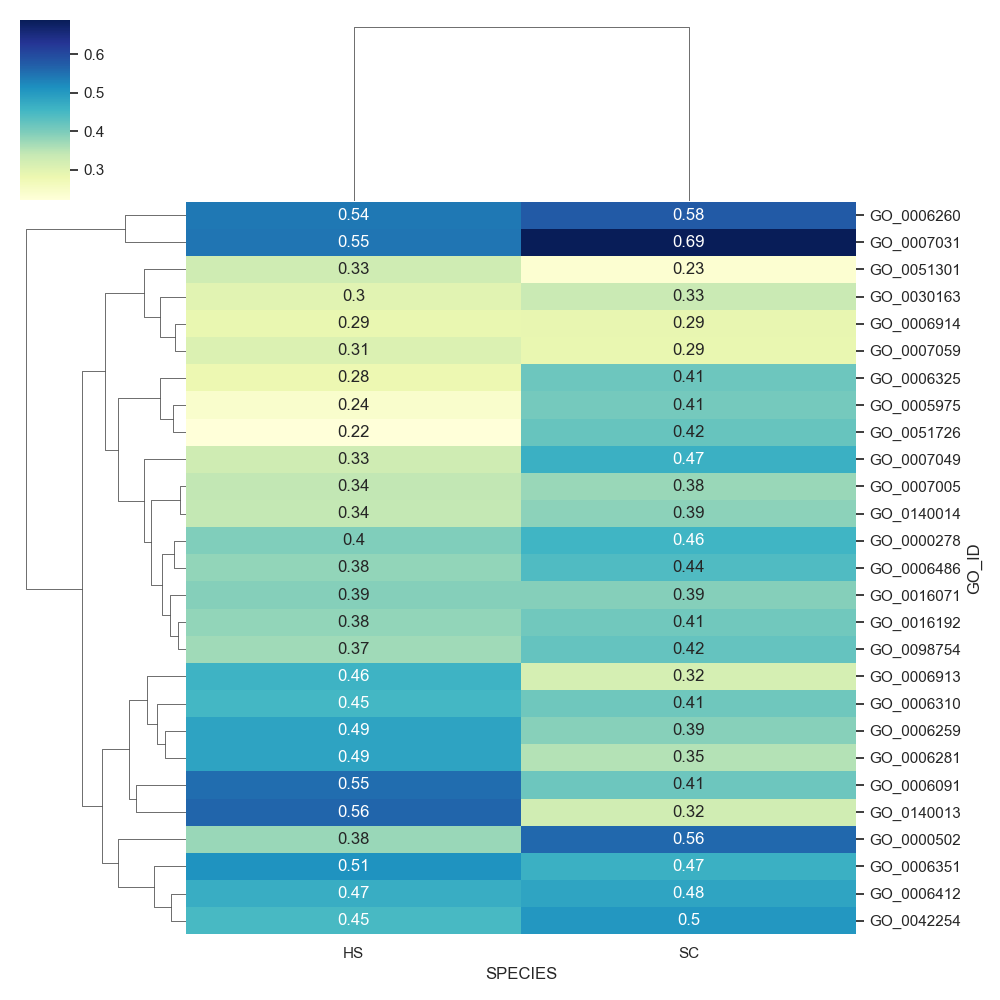 0.6
0.5
0.4
0.3
0.54 0.58 GO_0006260
0.55 0.69 GO_0007031
0.33 0.23 GO_0051301
0.3 0.33 GO_0030163
0.29 0.29 GO_0006914
0.31 0.29 GO_0007059
0.28 0.41 GO_0006325
0.24 0.41 GO_0005975
0.22 0.42 GO_0051726
0.33 0.47 GO_0007049
0.34 0.38 GO_0007005
0.34 0.39 GO_0140014
0.4 0.46 GO_0000278
0.38 0.44 GO_0006486
0.39 0.39 GO_0016071
0.38 0.41 GO_0016192
0.37 0.42 GO_0098754
0.46 0.32 GO_0006913
0.45 0.41 GO_0006310
0.49 0.39 GO_0006259
0.49 0.35 GO_0006281
0.55 0.41 GO_0006091
0.56 0.32 GO_0140013
0.38 0.56 GO_0000502
0.51 0.47 GO_0006351
0.47 0.48 GO_0006412
0.45 0.5 GO_0042254
GO_ID
HS SC
SPECIES